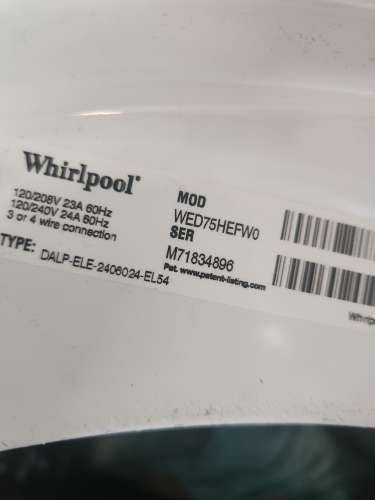 Whirlpool®
120/208V 23A 60Hz
120/240V 24A 60Hz
3 or 4 wire connection
TYPE: DALP-ELE-2406024-EL54
MOD
WED75HEFW0
SER
M71834896
Pat. www.patent-listing.com